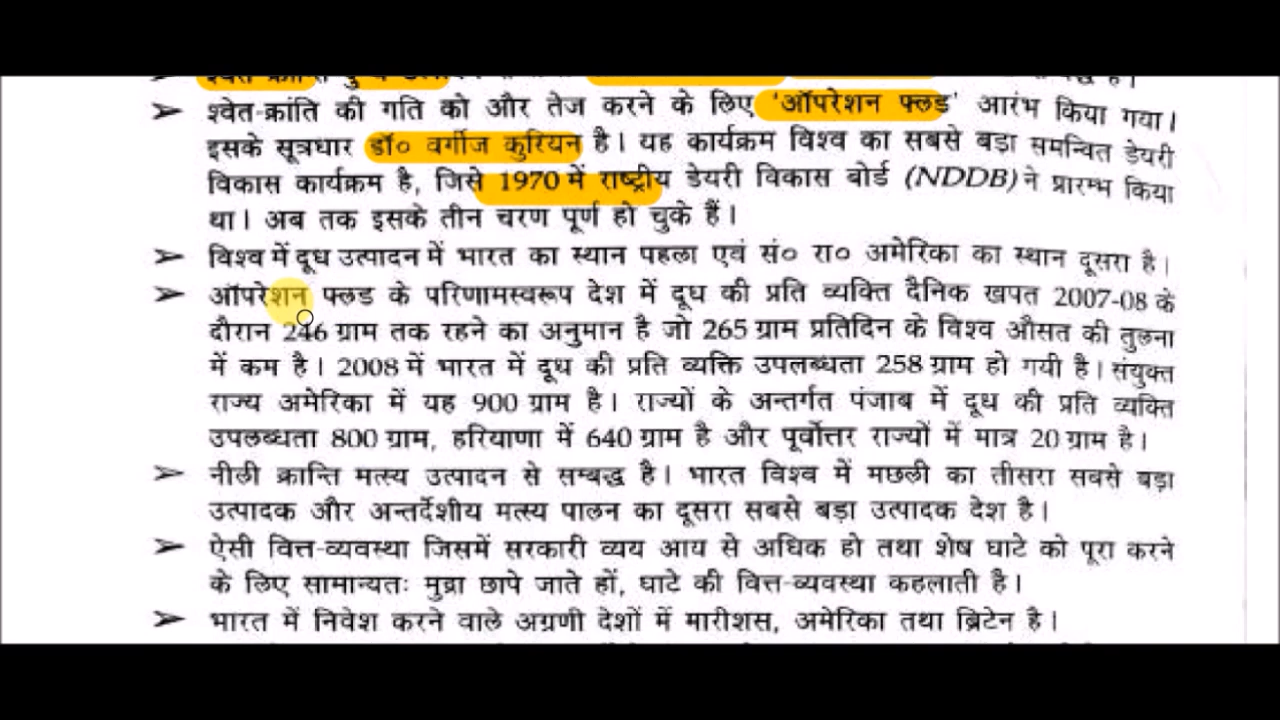 ➢ श्वेत-क्रांति की गति को और तेज करने के लिए 'ऑपरेशन फ्लड' आरंभ किया गया।
इसके सूत्रधार डॉ० वर्गीज कुरियन है। यह कार्यक्रम विश्व का सबसे बड़ा समन्वित डेयरी
विकास कार्यक्रम है, जिसे 1970 में राष्ट्रीय डेयरी विकास बोर्ड (NDDB) ने प्रारम्भ किया
था। अब तक इसके तीन चरण पूर्ण हो चुके हैं।
➢ विश्व में दूध उत्पादन में भारत का स्थान पहला एवं सं० रा० अमेरिका का स्थान दूसरा है।
➢ ऑपरेशन फ्लड के परिणामस्वरूप देश में दूध की प्रति व्यक्ति दैनिक खपत 2007-08 के
दौरान 246 ग्राम तक रहने का अनुमान है जो 265 ग्राम प्रतिदिन के विश्व औसत की तुलना
में कम है। 2008 में भारत में दूध की प्रति व्यक्ति उपलब्धता 258 ग्राम हो गयी है। संयुक्त
राज्य अमेरिका में यह 900 ग्राम है। राज्यों के अन्तर्गत पंजाब में दूध की प्रति व्यक्ति
उपलब्धता 800 ग्राम, हरियाणा में 640 ग्राम है और पूर्वोत्तर राज्यों में मात्र 20 ग्राम है।
➢ नीली क्रान्ति मत्स्य उत्पादन से सम्बद्ध है। भारत विश्व में मछली का तीसरा सबसे बड़ा
उत्पादक और अन्तर्देशीय मत्स्य पालन का दूसरा सबसे बड़ा उत्पादक देश है।
➢ ऐसी वित्त-व्यवस्था जिसमें सरकारी व्यय आय से अधिक हो तथा शेष घाटे को पूरा करने
के लिए सामान्यतः मुद्रा छापे जाते हों, घाटे की वित्त-व्यवस्था कहलाती है।
➢ भारत में निवेश करने वाले अग्रणी देशों में मारीशस, अमेरिका तथा ब्रिटेन है।